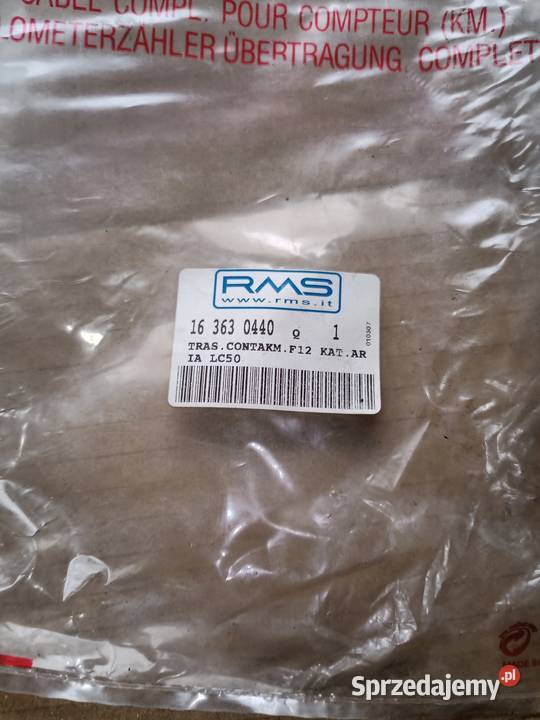 CABLE COMPL. POUR COMPTEUR (KM.)
LOMETERZÄHLER ÜBERTRAGUNG. COMPLET
RMS
www.rms.it
16 363 0440 Q 1
010307
TRAS.CONTAKM.F12 KAT.AR
IA LC50
MADE
Sprzedajemy.pl